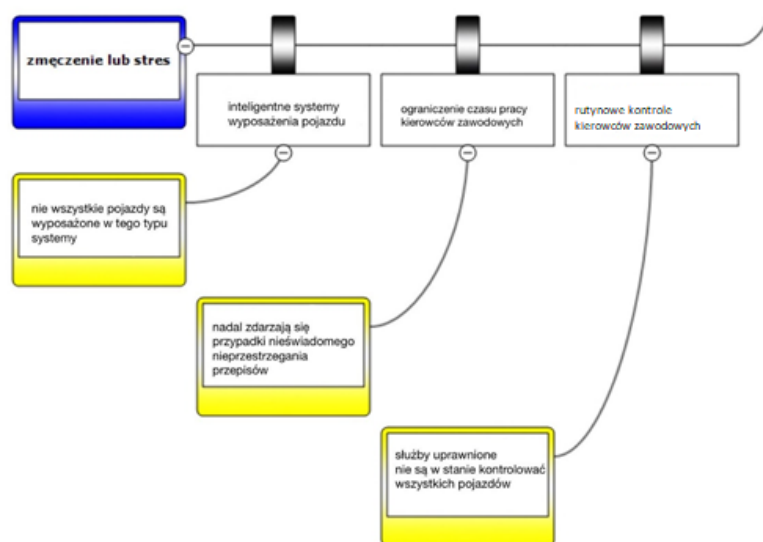 zmęczenie lub stres
inteligentne systemy
wyposażenia pojazdu
ograniczenie czasu pracy
kierowców zawodowych
rutynowe kontrole
kierowców zawodowych
nie wszystkie pojazdy są
wyposażone w tego typu
systemy
nadal zdarzają się
przypadki nieświadomego
nieprzestrzegania
przepisów
służby uprawnione
nie są w stanie kontrolować
wszystkich pojazdów